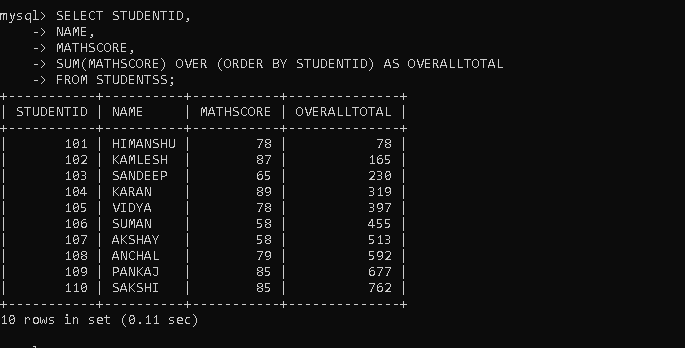 mysql> SELECT STUDENTID,
    -> NAME,
    -> MATHSCORE,
    -> SUM(MATHSCORE) OVER (ORDER BY STUDENTID) AS OVERALLTOTAL
    -> FROM STUDENTSS;
+-----------+----------+-----------+--------------+
| STUDENTID | NAME     | MATHSCORE | OVERALLTOTAL |
+-----------+----------+-----------+--------------+
|       101 | HIMANSHU |        78 |           78 |
|       102 | KAMLESH  |        87 |          165 |
|       103 | SANDEEP  |        65 |          230 |
|       104 | KARAN    |        89 |          319 |
|       105 | VIDYA    |        78 |          397 |
|       106 | SUMAN    |        58 |          455 |
|       107 | AKSHAY   |        58 |          513 |
|       108 | ANCHAL   |        79 |          592 |
|       109 | PANKAJ   |        85 |          677 |
|       110 | SAKSHI   |        85 |          762 |
+-----------+----------+-----------+--------------+
10 rows in set (0.11 sec)